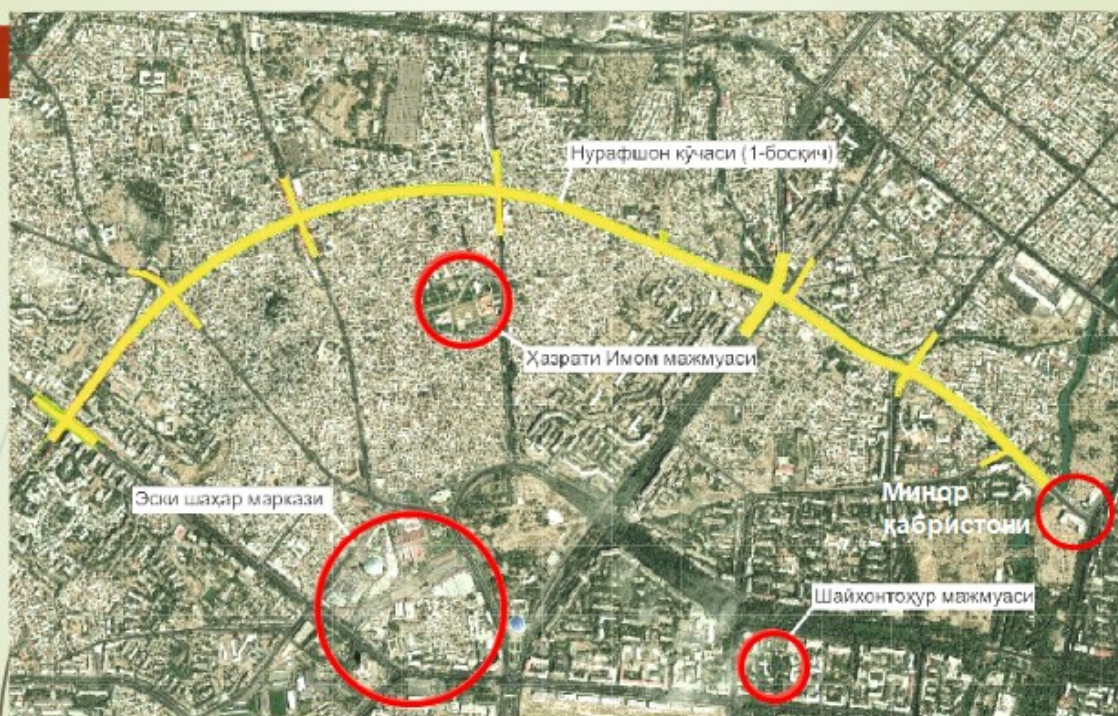 Нурафшон кўчаси (1-босқич)
Ҳазрати Имом мажмуаси
Эски шаҳар маркази
Минор
қабристони
Шайхонтоҳур мажмуаси